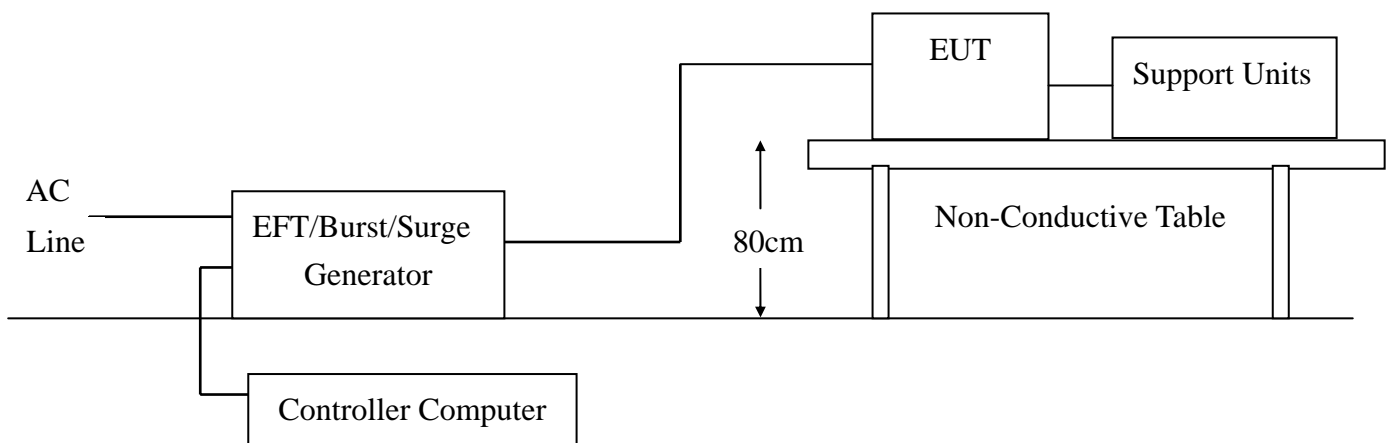 EUT
Support Units
AC
Line
EFT/Burst/Surge
Generator
80cm
Non-Conductive Table
Controller Computer